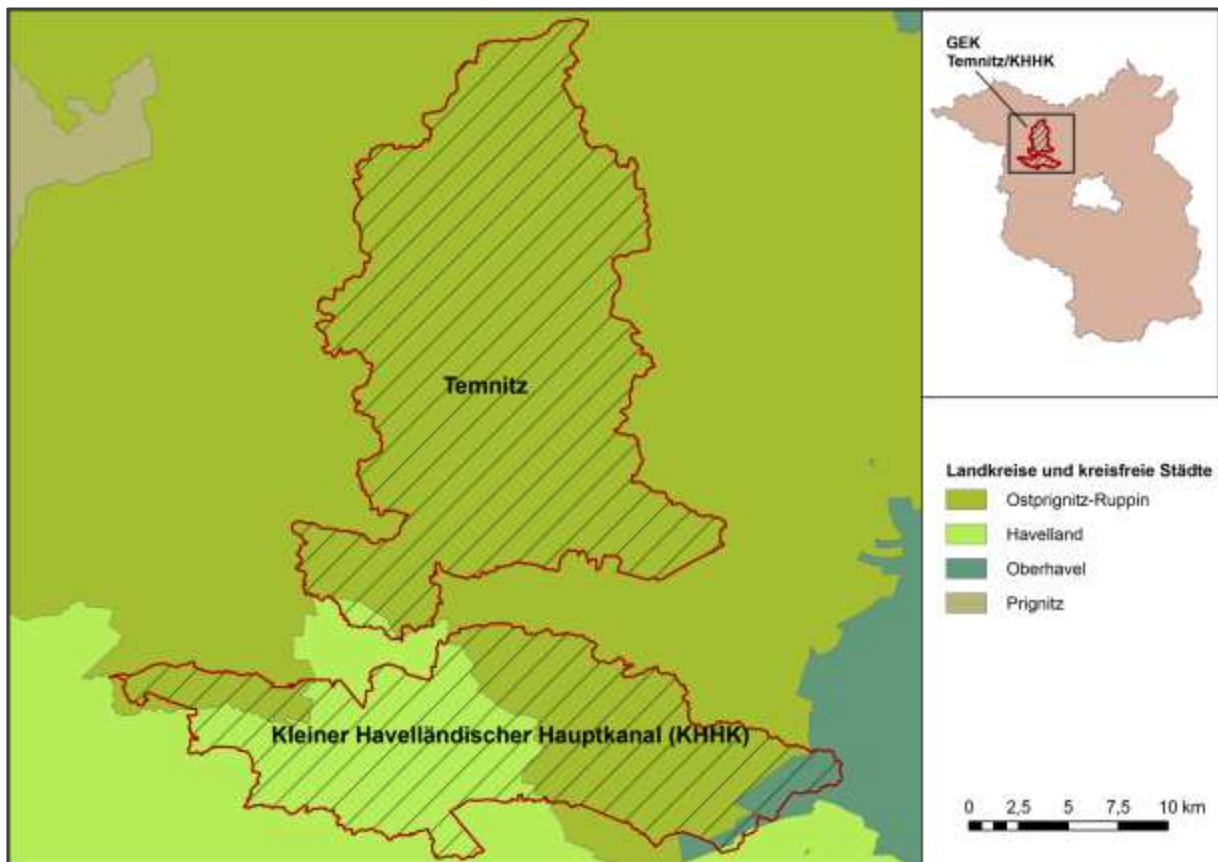 GEK
Temnitz/KHHK
Temnitz
Kleiner Havelländischer Hauptkanal (KHHK)
Landkreise und kreisfreie Städte
Ostprignitz-Ruppin
Havelland
Oberhavel
Prignitz
0 2,5 5 7,5 10 km